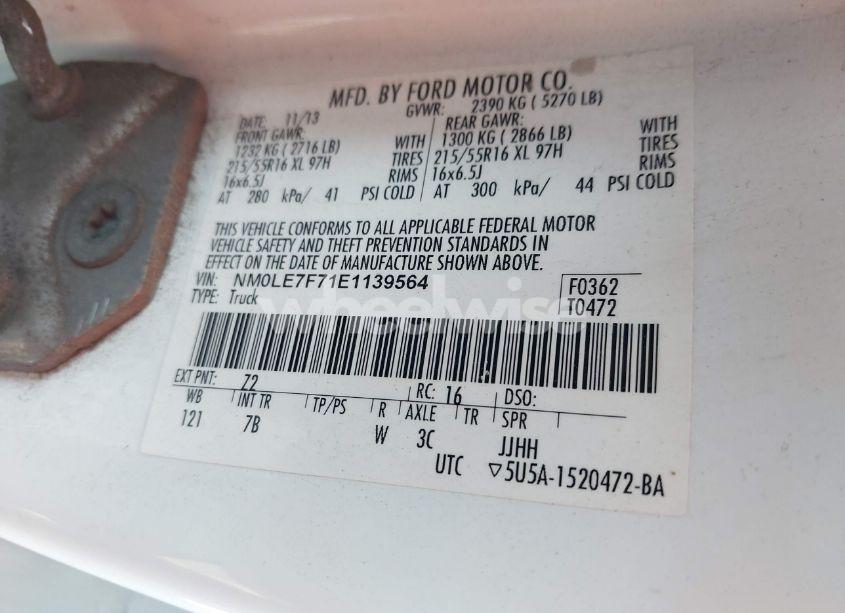 MFD. BY FORD MOTOR CO.
DATE: 11/13 GVWR: 2390 KG ( 5270 LB)
FRONT GAWR: REAR GAWR:
1232 KG ( 2716 LB) WITH 1300 KG ( 2866 LB) WITH
215/55R16 XL 97H TIRES 215/55R16 XL 97H TIRES
16x6.5J RIMS 16x6.5J RIMS
AT 280 kPa/ 41 PSI COLD AT 300 kPa/ 44 PSI COLD
THIS VEHICLE CONFORMS TO ALL APPLICABLE FEDERAL MOTOR
VEHICLE SAFETY AND THEFT PREVENTION STANDARDS IN
EFFECT ON THE DATE OF MANUFACTURE SHOWN ABOVE.
VIN: NM0LE7F71E1139564 F0362
TYPE: Truck T0472
wheelwise
EXT PNT: Z2 RC: 16 DSO:
WB INT TR TP/PS R AXLE TR SPR
121 7B W 3C JJHH
UTC ▽5U5A-1520472-BA